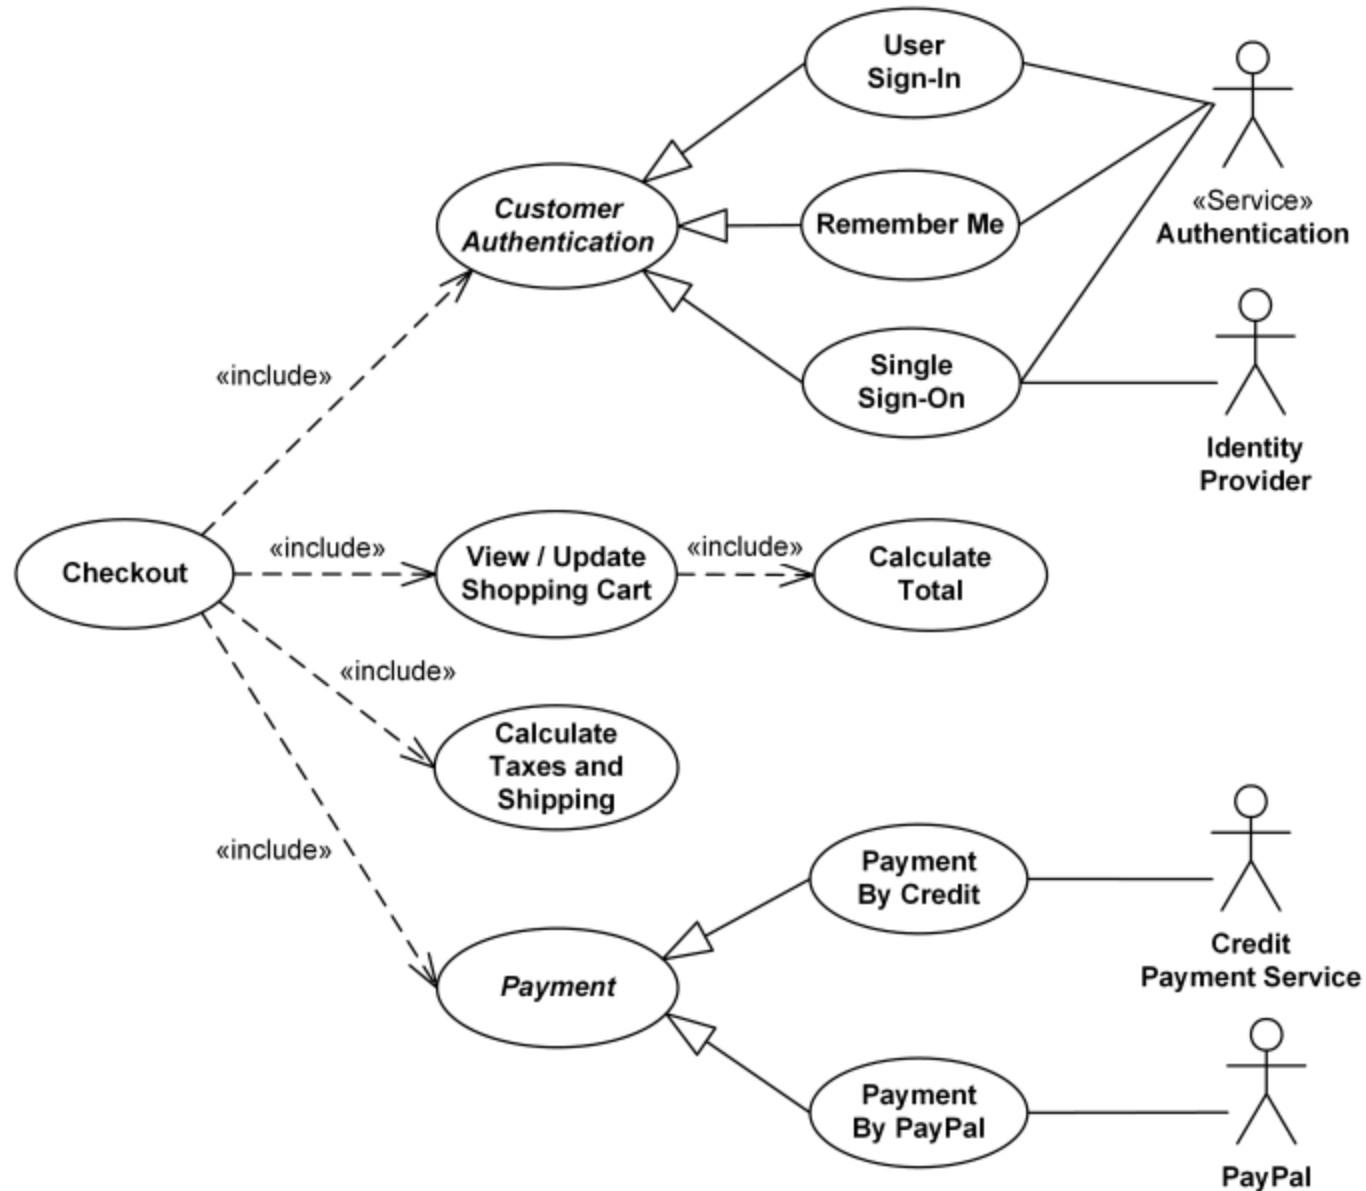 User
Sign-In
«Service»
Authentication
Customer
Authentication
Remember Me
«include»
Single
Sign-On
Identity
Provider
Checkout
«include»
View / Update
Shopping Cart
«include»
Calculate
Total
«include»
Calculate
Taxes and
Shipping
«include»
Payment
By Credit
Credit
Payment Service
Payment
Payment
By PayPal
PayPal